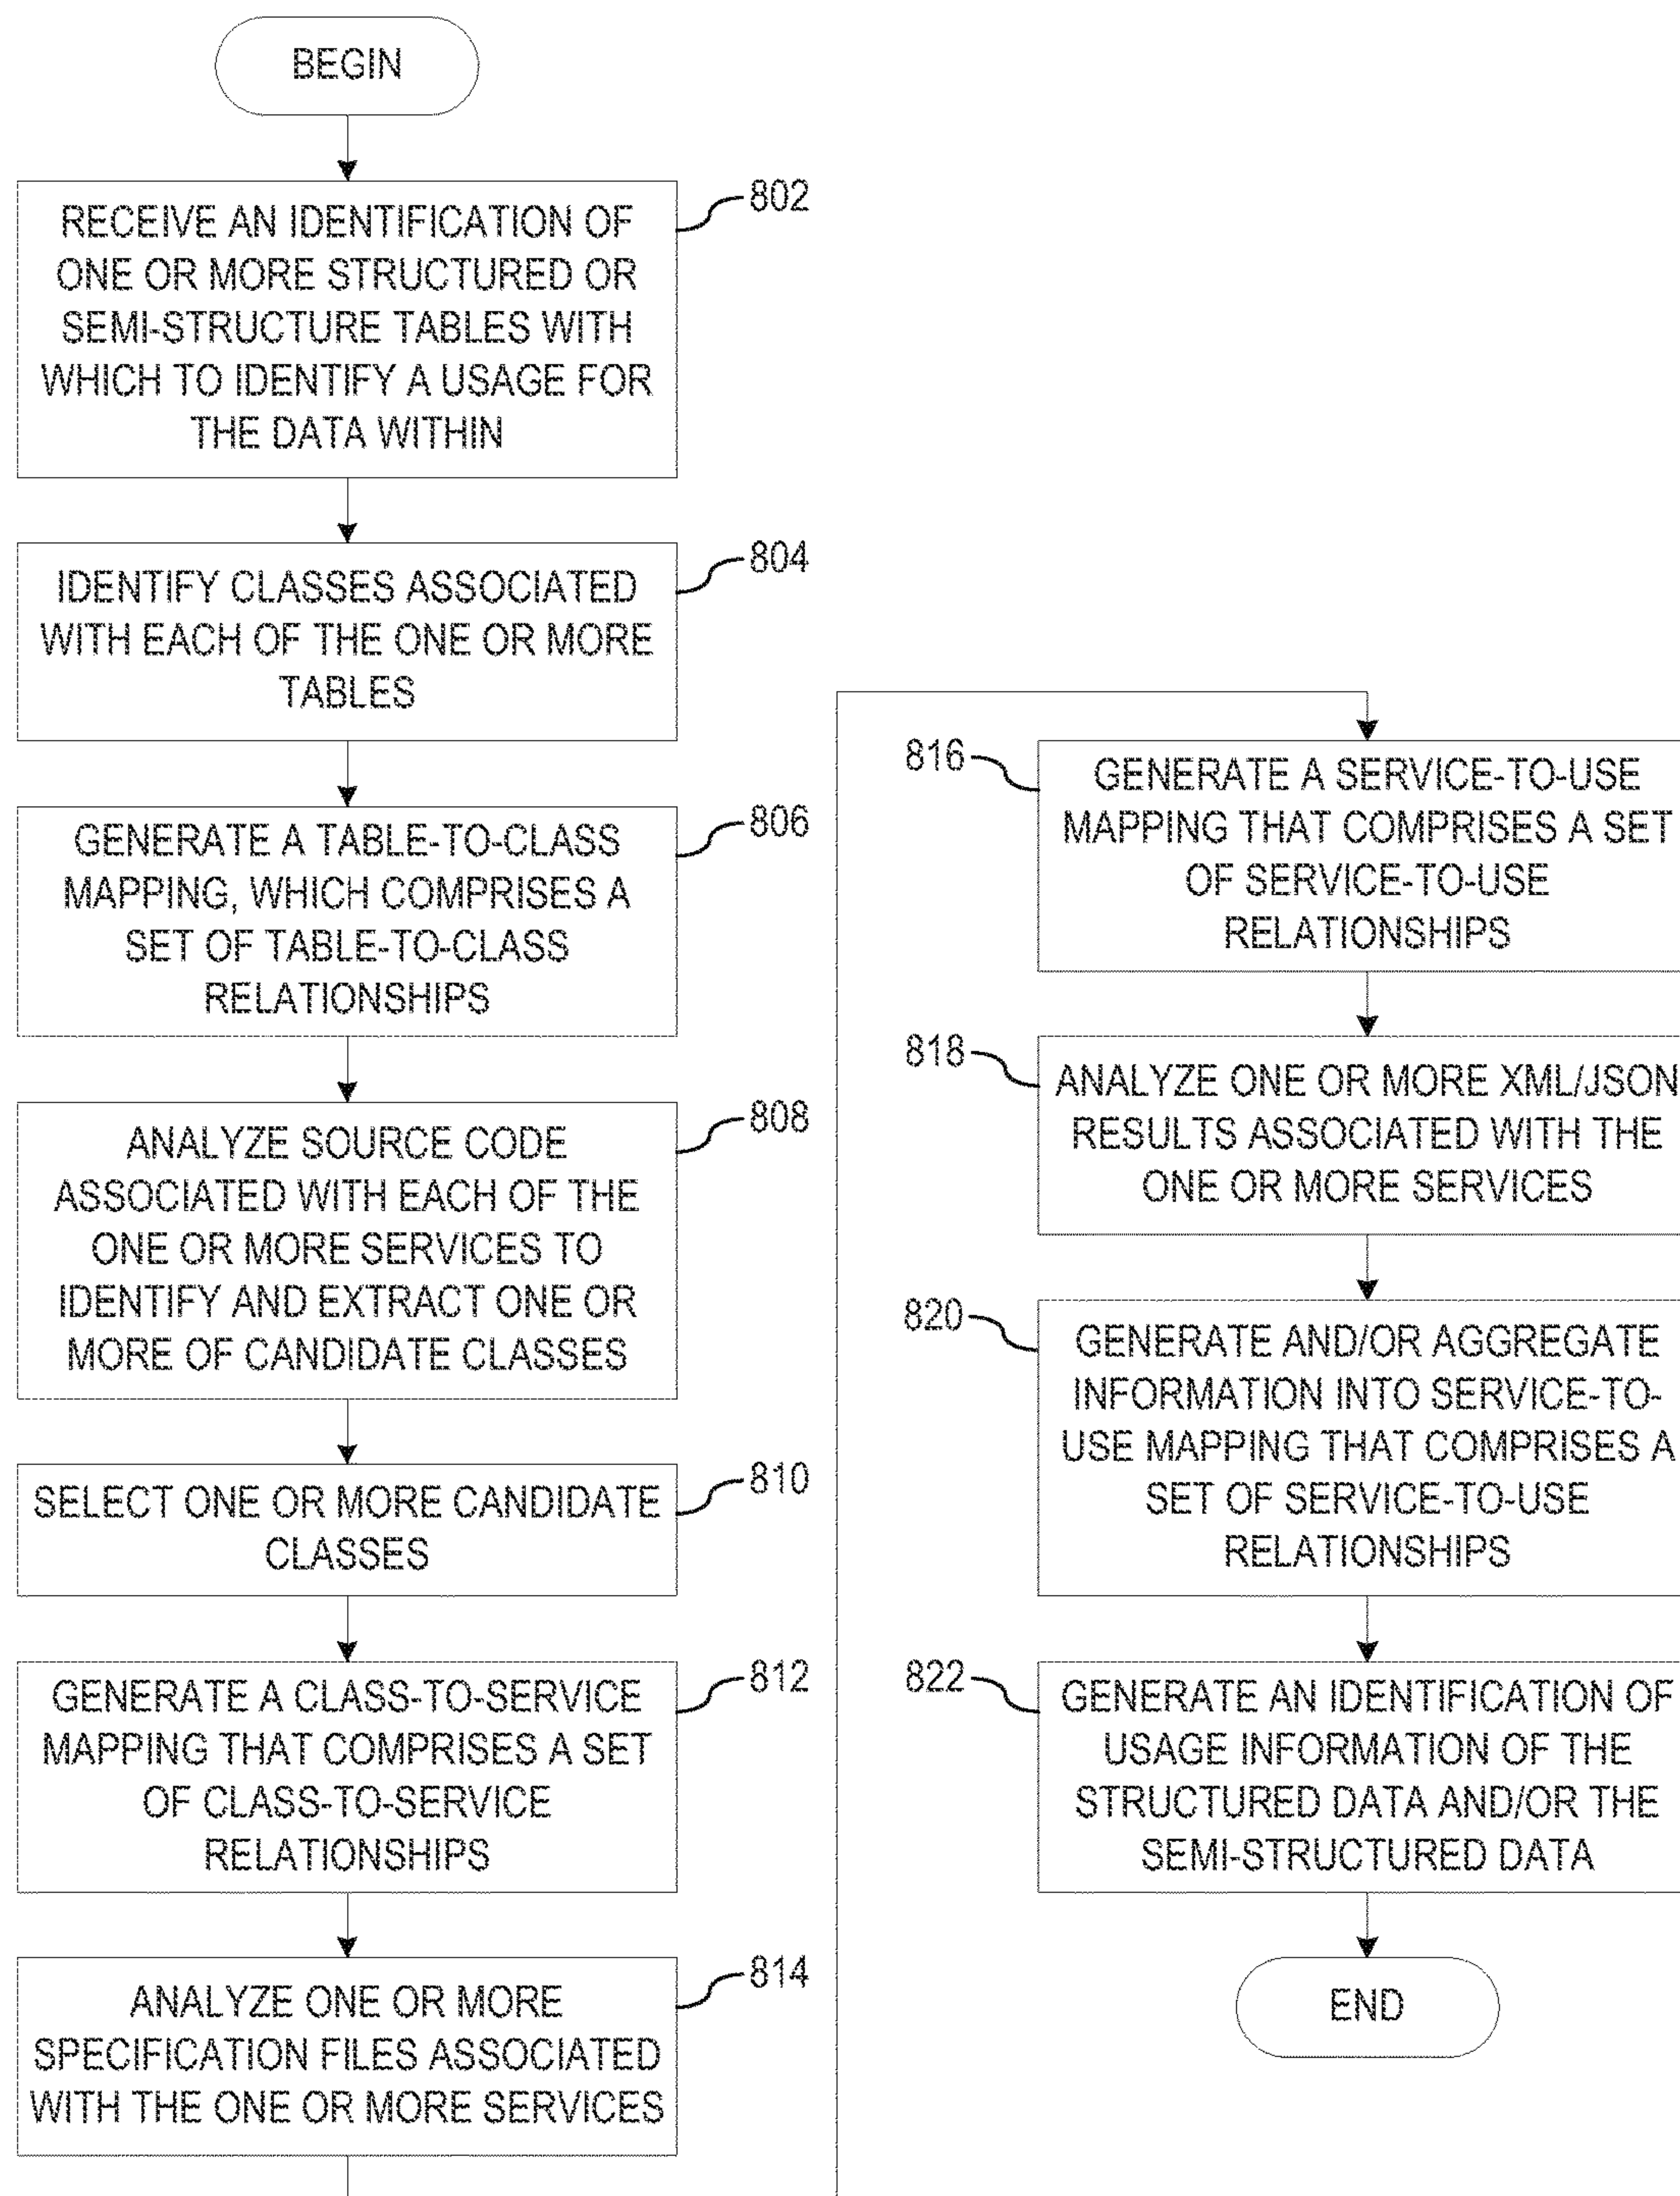 BEGIN
802
RECEIVE AN IDENTIFICATION OF
ONE OR MORE STRUCTURED OR
SEMI-STRUCTURE TABLES WITH
WHICH TO IDENTIFY A USAGE FOR
THE DATA WITHIN
804
IDENTIFY CLASSES ASSOCIATED
WITH EACH OF THE ONE OR MORE
TABLES
806
GENERATE A TABLE-TO-CLASS
MAPPING, WHICH COMPRISES A
SET OF TABLE-TO-CLASS
RELATIONSHIPS
808
ANALYZE SOURCE CODE
ASSOCIATED WITH EACH OF THE
ONE OR MORE SERVICES TO
IDENTIFY AND EXTRACT ONE OR
MORE OF CANDIDATE CLASSES
810
SELECT ONE OR MORE CANDIDATE
CLASSES
812
GENERATE A CLASS-TO-SERVICE
MAPPING THAT COMPRISES A SET
OF CLASS-TO-SERVICE
RELATIONSHIPS
814
ANALYZE ONE OR MORE
SPECIFICATION FILES ASSOCIATED
WITH THE ONE OR MORE SERVICES
816
GENERATE A SERVICE-TO-USE
MAPPING THAT COMPRISES A SET
OF SERVICE-TO-USE
RELATIONSHIPS
818
ANALYZE ONE OR MORE XML/JSON
RESULTS ASSOCIATED WITH THE
ONE OR MORE SERVICES
820
GENERATE AND/OR AGGREGATE
INFORMATION INTO SERVICE-TO-
USE MAPPING THAT COMPRISES A
SET OF SERVICE-TO-USE
RELATIONSHIPS
822
GENERATE AN IDENTIFICATION OF
USAGE INFORMATION OF THE
STRUCTURED DATA AND/OR THE
SEMI-STRUCTURED DATA
END